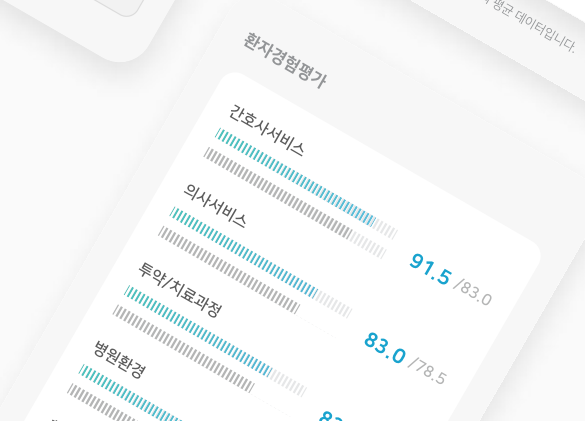 평균 데이터입니다.
환자경험평가
간호사서비스
91.5 /83.0
의사서비스
83.0 /78.5
투약/치료과정
병원환경